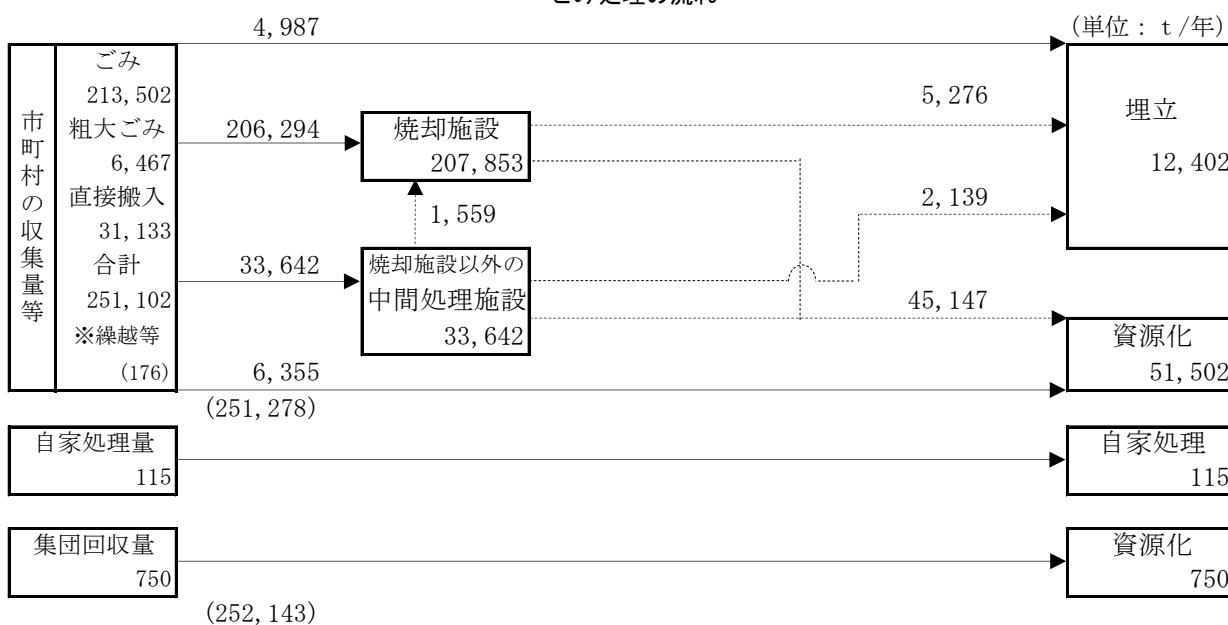 4,987
(単位：ｔ/年)
市町村の収集量等
ごみ
213,502
粗大ごみ
6,467
直接搬入
31,133
合計
251,102
※繰越等
(176)
206,294
焼却施設
207,853
1,559
33,642
焼却施設以外の
中間処理施設
33,642
5,276
2,139
45,147
埋立
12,402
資源化
51,502
6,355
(251,278)
自家処理量
115
自家処理
115
集団回収量
750
資源化
750
(252,143)